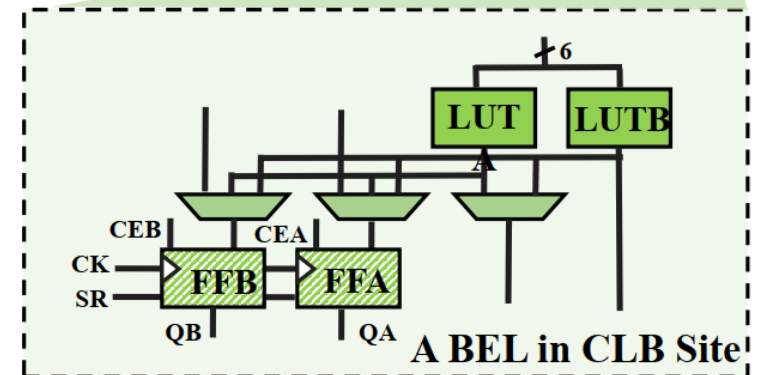 6
LUT
LUTB
A
CEB
CEA
CK
FFB
FFA
SR
QB
QA
A BEL in CLB Site